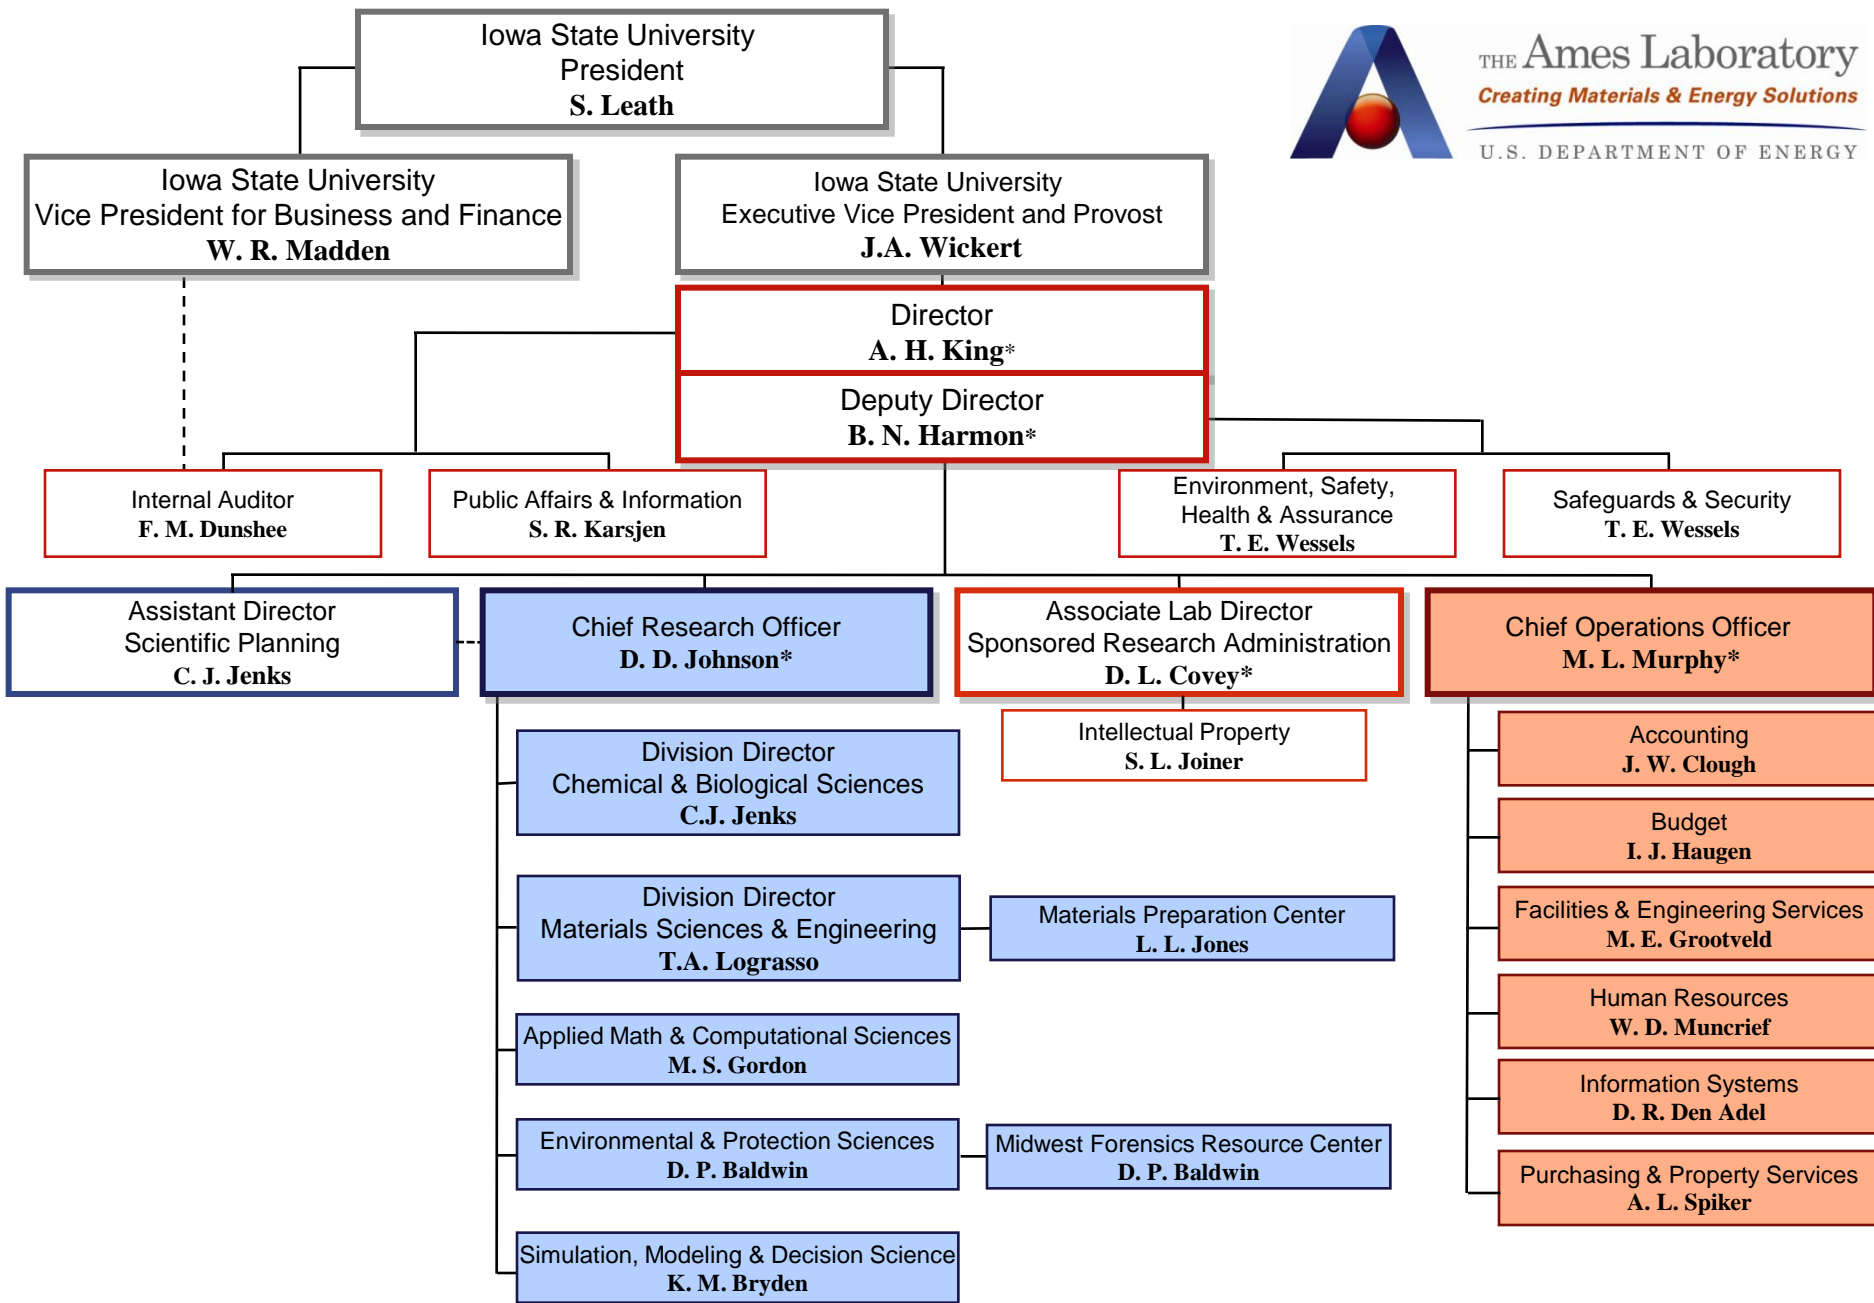 Iowa State University
President
S. Leath
THE Ames Laboratory
Creating Materials & Energy Solutions
U.S. DEPARTMENT OF ENERGY
Iowa State University
Vice President for Business and Finance
W. R. Madden
Iowa State University
Executive Vice President and Provost
J.A. Wickert
Director
A. H. King*
Deputy Director
B. N. Harmon*
Internal Auditor
F. M. Dunshee
Public Affairs & Information
S. R. Karsjen
Environment, Safety,
Health & Assurance
T. E. Wessels
Safeguards & Security
T. E. Wessels
Assistant Director
Scientific Planning
C. J. Jenks
Chief Research Officer
D. D. Johnson*
Associate Lab Director
Sponsored Research Administration
D. L. Covey*
Chief Operations Officer
M. L. Murphy*
Intellectual Property
S. L. Joiner
Division Director
Chemical & Biological Sciences
C.J. Jenks
Division Director
Materials Sciences & Engineering
T.A. Lograsso
Materials Preparation Center
L. L. Jones
Applied Math & Computational Sciences
M. S. Gordon
Environmental & Protection Sciences
D. P. Baldwin
Midwest Forensics Resource Center
D. P. Baldwin
Simulation, Modeling & Decision Science
K. M. Bryden
Accounting
J. W. Clough
Budget
I. J. Haugen
Facilities & Engineering Services
M. E. Grootveld
Human Resources
W. D. Muncrief
Information Systems
D. R. Den Adel
Purchasing & Property Services
A. L. Spiker